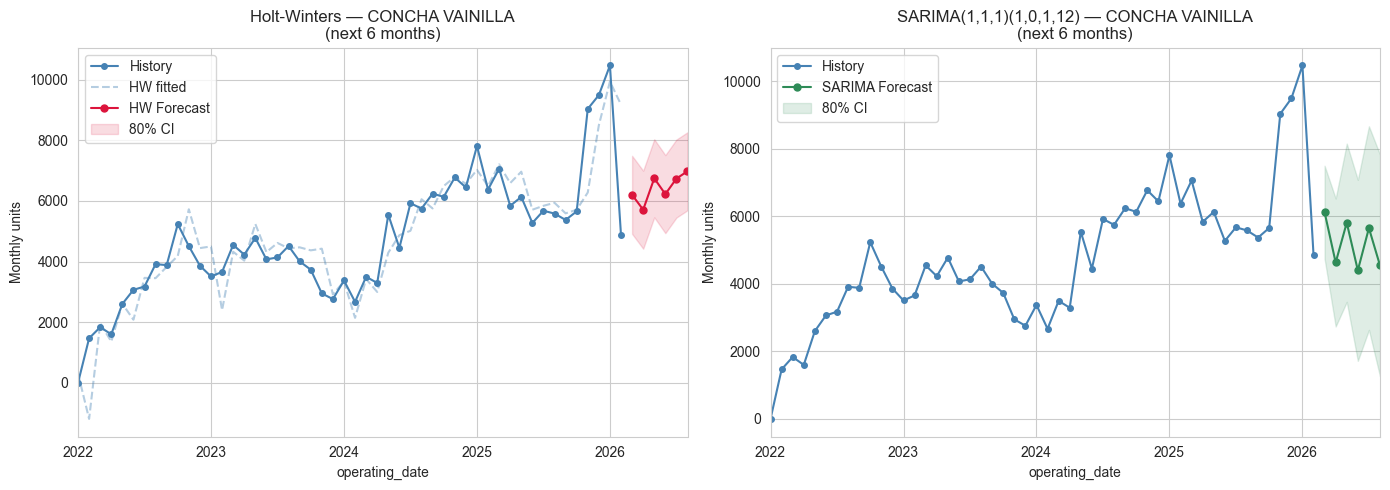 Holt-Winters — CONCHA VAINILLA
(next 6 months)
History
HW fitted
HW Forecast
80% CI
Monthly units
10000
8000
6000
4000
2000
0
2022
2023
2024
2025
2026
operating_date
SARIMA(1,1,1)(1,0,1,12) — CONCHA VAINILLA
(next 6 months)
History
SARIMA Forecast
80% CI
Monthly units
10000
8000
6000
4000
2000
0
2022
2023
2024
2025
2026
operating_date